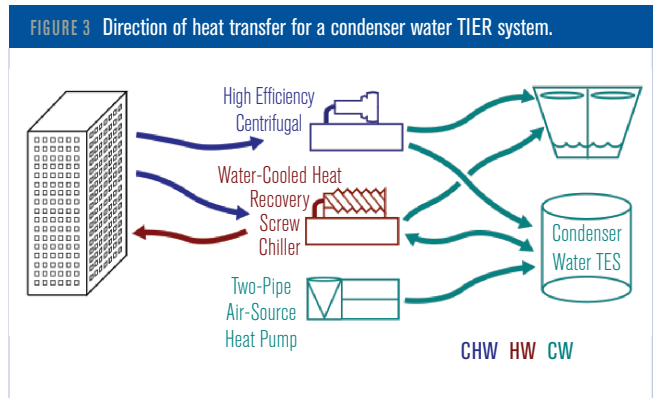 FIGURE 3 Direction of heat transfer for a condenser water TIER system.
High Efficiency
Centrifugal
Water-Cooled Heat
Recovery
Screw
Chiller
Condenser
Water TES
Two-Pipe
Air-Source
Heat Pump
CHW HW CW